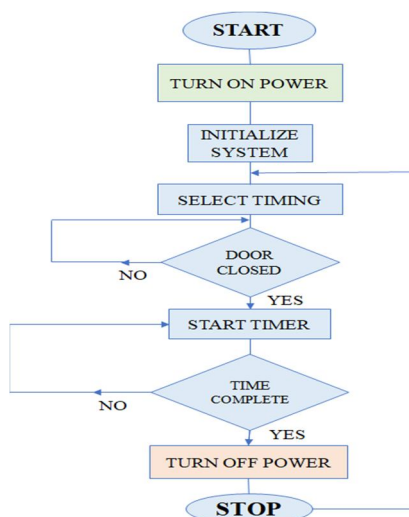 START
TURN ON POWER
INITIALIZE
SYSTEM
SELECT TIMING
DOOR
CLOSED
NO
YES
START TIMER
TIME
COMPLETE
NO
YES
TURN OFF POWER
STOP